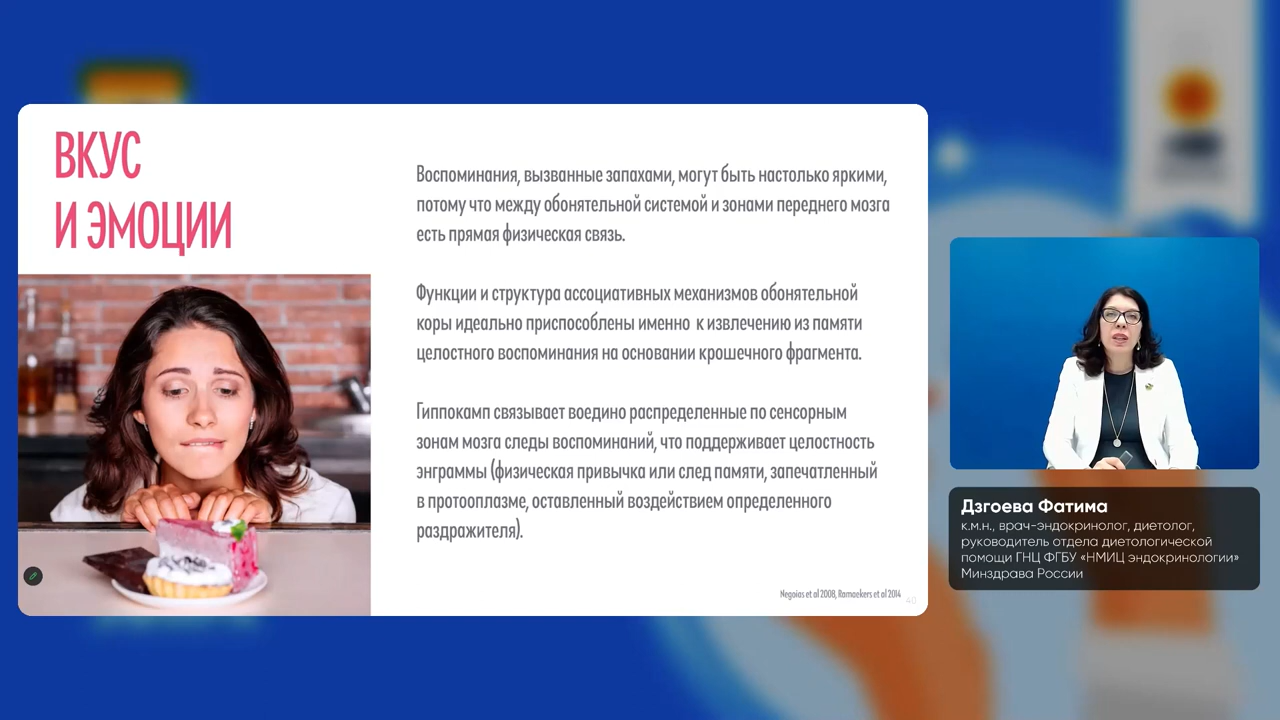 ВКУС
И ЭМОЦИИ
Воспоминания, вызванные запахами, могут быть настолько яркими,
потому что между обонятельной системой и зонами переднего мозга
есть прямая физическая связь.
Функции и структура ассоциативных механизмов обонятельной
коры идеально приспособлены именно к извлечению из памяти
целостного воспоминания на основании крошечного фрагмента.
Гиппокамп связывает воедино распределенные по сенсорным
зонам мозга следы воспоминаний, что поддерживает целостность
энграммы (физическая привычка или след памяти, запечатленный
в протоплазме, оставленный воздействием определенного
раздражителя).
Negoias et al 2008, Ramaekers et al 2014
40
Дзгоева Фатима
к.м.н., врач-эндокринолог, диетолог,
руководитель отдела диетологической
помощи ГНЦ ФГБУ «НМИЦ эндокринологии»
Минздрава России